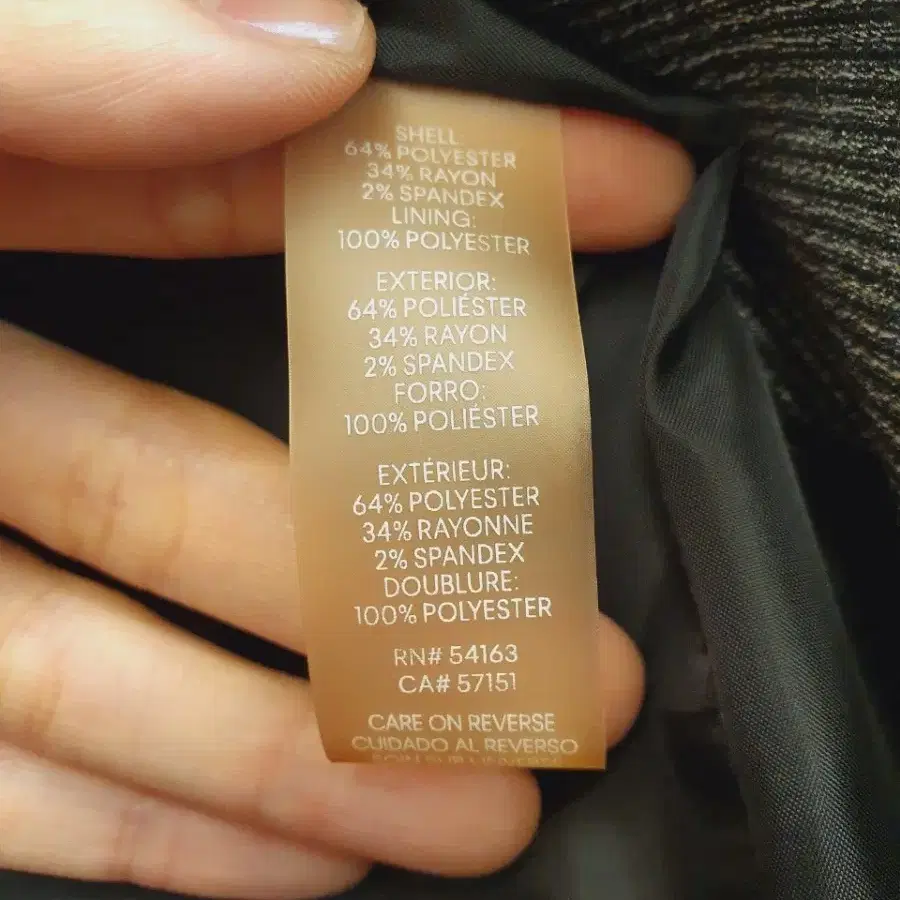 SHELL:
64% POLYESTER
34% RAYON
2% SPANDEX
LINING:
100% POLYESTER
EXTERIOR:
64% POLIÉSTER
34% RAYON
2% SPANDEX
FORRO:
100% POLIÉSTER
EXTÉRIEUR:
64% POLYESTER
34% RAYONNE
2% SPANDEX
DOUBLURE:
100% POLYESTER
RN# 54163
CA# 57151
CARE ON REVERSE
CUIDADO AL REVERSO